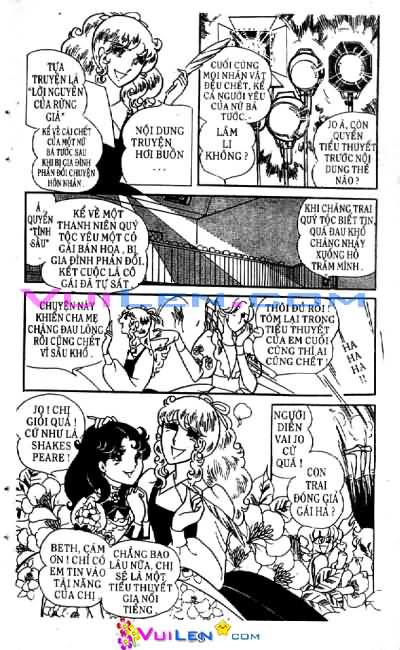 TỰA
TRUYỆN LÀ
"LỜI NGUYỀN
CỦA RỪNG
GIÀ"
KỂ VỀ CÁI CHẾT
CỦA MỘT NỮ
BÁ TƯỚC SAU
KHI BỊ GIA ĐÌNH
PHẢN ĐỐI CHUYỆN
HÔN NHÂN.
NỘI DUNG
TRUYỆN
HƠI BUỒN...
CUỐI CÙNG
MỌI NHÂN VẬT
ĐỀU CHẾT, KỂ
CẢ NGƯỜI YÊU
CỦA NỮ BÁ
TƯỚC.
LÂM
LI
KHÔNG?
JO À, CÒN
QUYỂN
TIỂU THUYẾT
TRƯỚC NỘI
DUNG THẾ
NÀO?
À
QUYỂN
"TÌNH
SẦU"
KỂ VỀ MỘT
THANH NIÊN QUÝ
TỘC YÊU MỘT CÔ
GÁI BÁN HOA, BỊ
GIA ĐÌNH PHẢN ĐỐI,
KẾT CUỘC LÀ CÔ
GÁI ĐÃ TỰ SÁT.
KHI CHÀNG TRAI
QUÝ TỘC BIẾT TIN,
QUÁ ĐAU KHỔ
CHÀNG NHẢY
XUỐNG HỒ
TRẦM MÌNH.
VUILEN.COM
CHUYỆN NÀY
KHIẾN CHA MẸ
CHÀNG ĐAU LÒNG
RỒI CŨNG CHẾT
VÌ SẦU KHỔ.
THÔI ĐỦ RỒI!
TÓM LẠI TRONG
TIỂU THUYẾT
CỦA EM CUỐI
CÙNG THÌ AI
CŨNG CHẾT!
HA
HA
HA!!
JO! CHỊ
GIỎI QUÁ!
CỨ NHƯ LÀ
SHAKES
PEARE!
NGƯỜI
DIỄN
VAI JO
CỪ
QUÁ!
CON
TRAI
ĐÓNG GIẢ
GÁI HẢ?
BETH, CÁM
ƠN! CHỈ CÓ
EM TIN VÀO
TÀI NĂNG
CỦA CHỊ
CHẲNG BAO
LÂU NỮA, CHỊ
SẼ LÀ MỘT
TIỂU THUYẾT
GIA NỔI
TIẾNG.
VUILEN.COM